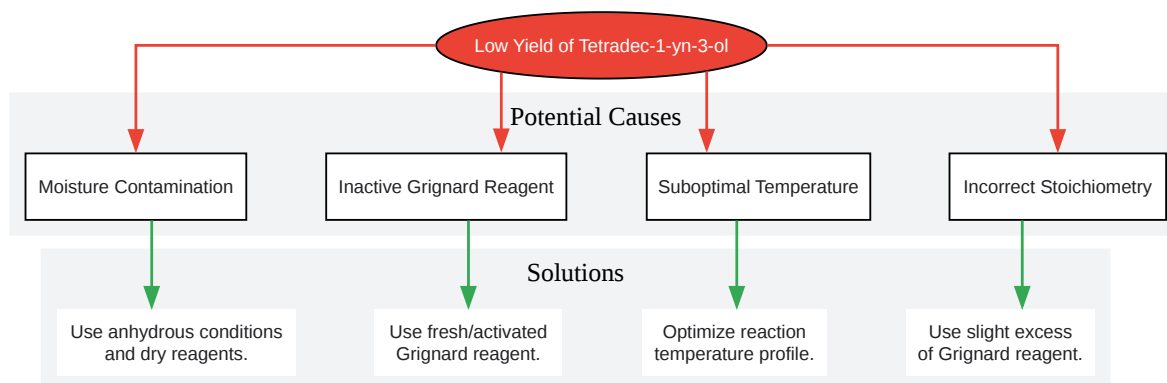 Low Yield of Tetradec-1-yn-3-ol
Potential Causes
Moisture Contamination
Inactive Grignard Reagent
Suboptimal Temperature
Incorrect Stoichiometry
Solutions
Use anhydrous conditions
and dry reagents.
Use fresh/activated
Grignard reagent.
Optimize reaction
temperature profile.
Use slight excess
of Grignard reagent.